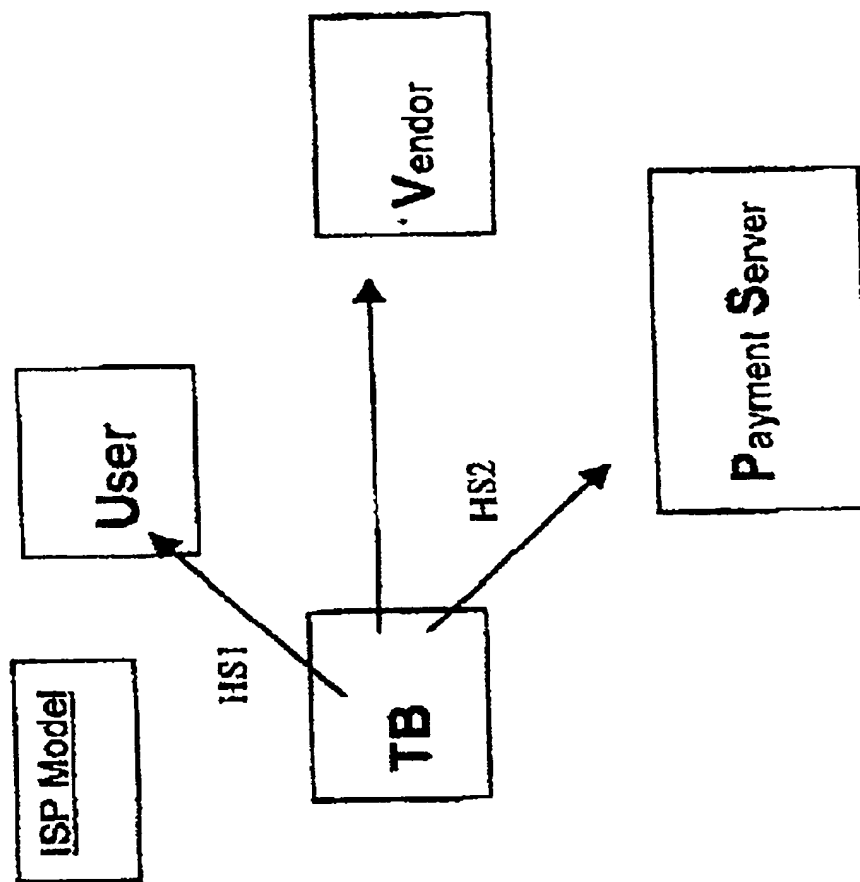 ISP Model
User
HS1
TB
Vendor
HS2
Payment Server